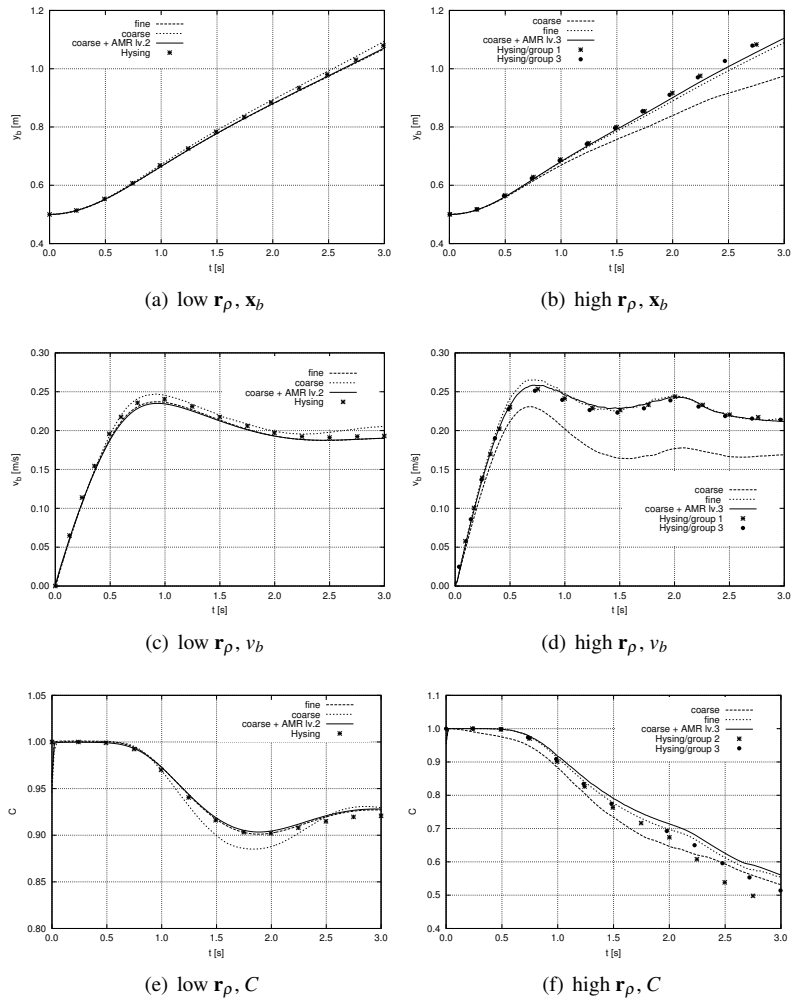 fine
coarse
coarse + AMR lv.2
Hysing
y_b [m]
1.2
1.0
0.8
0.6
0.4
0.0 0.5 1.0 1.5 2.0 2.5 3.0
t [s]
(a) low r_ρ, x_b
coarse
fine
coarse + AMR lv.3
Hysing/group 1
Hysing/group 3
y_b [m]
1.2
1.0
0.8
0.6
0.4
0.0 0.5 1.0 1.5 2.0 2.5 3.0
t [s]
(b) high r_ρ, x_b
fine
coarse
coarse + AMR lv.2
Hysing
v_b [m/s]
0.30
0.25
0.20
0.15
0.10
0.05
0.00
0.0 0.5 1.0 1.5 2.0 2.5 3.0
t [s]
(c) low r_ρ, v_b
coarse
fine
coarse + AMR lv.3
Hysing/group 1
Hysing/group 3
v_b [m/s]
0.30
0.25
0.20
0.15
0.10
0.05
0.00
0.0 0.5 1.0 1.5 2.0 2.5 3.0
t [s]
(d) high r_ρ, v_b
fine
coarse
coarse + AMR lv.2
Hysing
C
1.05
1.00
0.95
0.90
0.85
0.80
0.0 0.5 1.0 1.5 2.0 2.5 3.0
t [s]
(e) low r_ρ, C
coarse
fine
coarse + AMR lv.3
Hysing/group 2
Hysing/group 3
C
1.1
1.0
0.9
0.8
0.7
0.6
0.5
0.4
0.0 0.5 1.0 1.5 2.0 2.5 3.0
t [s]
(f) high r_ρ, C